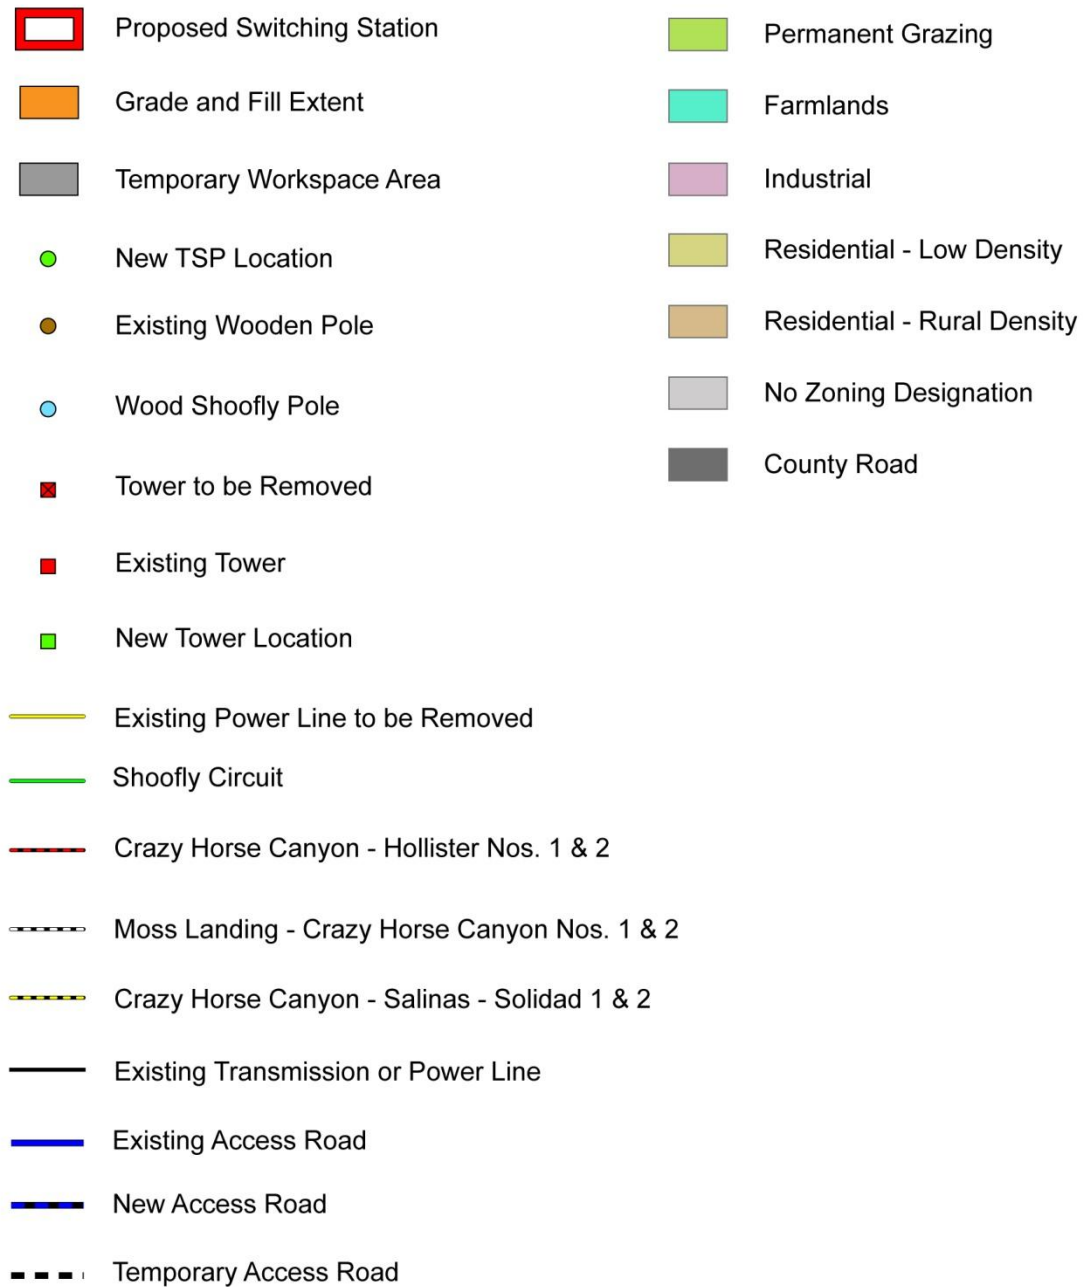 Proposed Switching Station
Grade and Fill Extent
Temporary Workspace Area
New TSP Location
Existing Wooden Pole
Wood Shoofly Pole
Tower to be Removed
Existing Tower
New Tower Location
Existing Power Line to be Removed
Shoofly Circuit
Crazy Horse Canyon - Hollister Nos. 1 & 2
Moss Landing - Crazy Horse Canyon Nos. 1 & 2
Crazy Horse Canyon - Salinas - Solidad 1 & 2
Existing Transmission or Power Line
Existing Access Road
New Access Road
Temporary Access Road
Permanent Grazing
Farmlands
Industrial
Residential - Low Density
Residential - Rural Density
No Zoning Designation
County Road